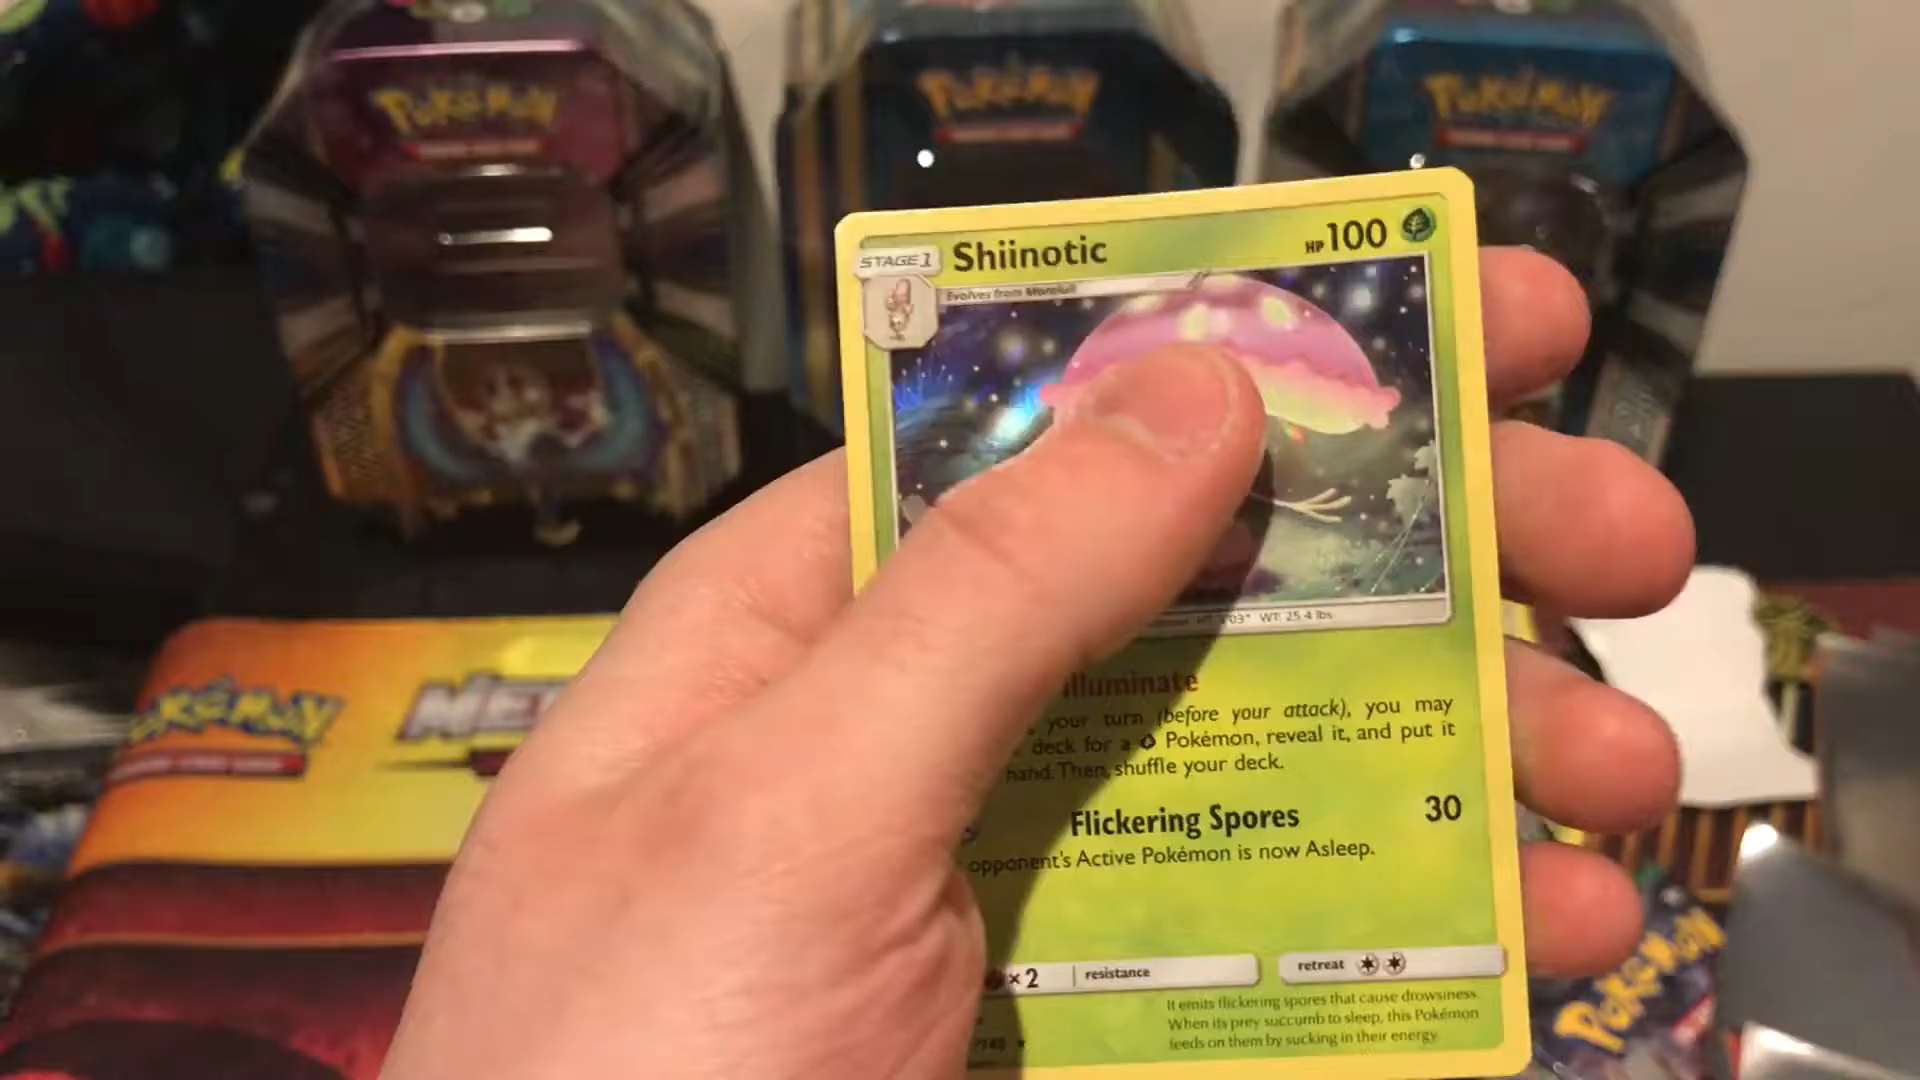 Pokémon
Pokémon
Pokémon
STAGE 1
Shiinotic
HP 100
Evolves from Morelull
WT: 25.4 lbs
Illuminate
your turn (before your attack), you may
deck for a Pokémon, reveal it, and put it
hand. Then, shuffle your deck.
Flickering Spores 30
opponent's Active Pokémon is now Asleep.
×2 resistance
retreat
It emits flickering spores that cause drowsiness.
When its prey succumb to sleep, this Pokémon
feeds on them by sucking in their energy.
Pokémon
Pokémon